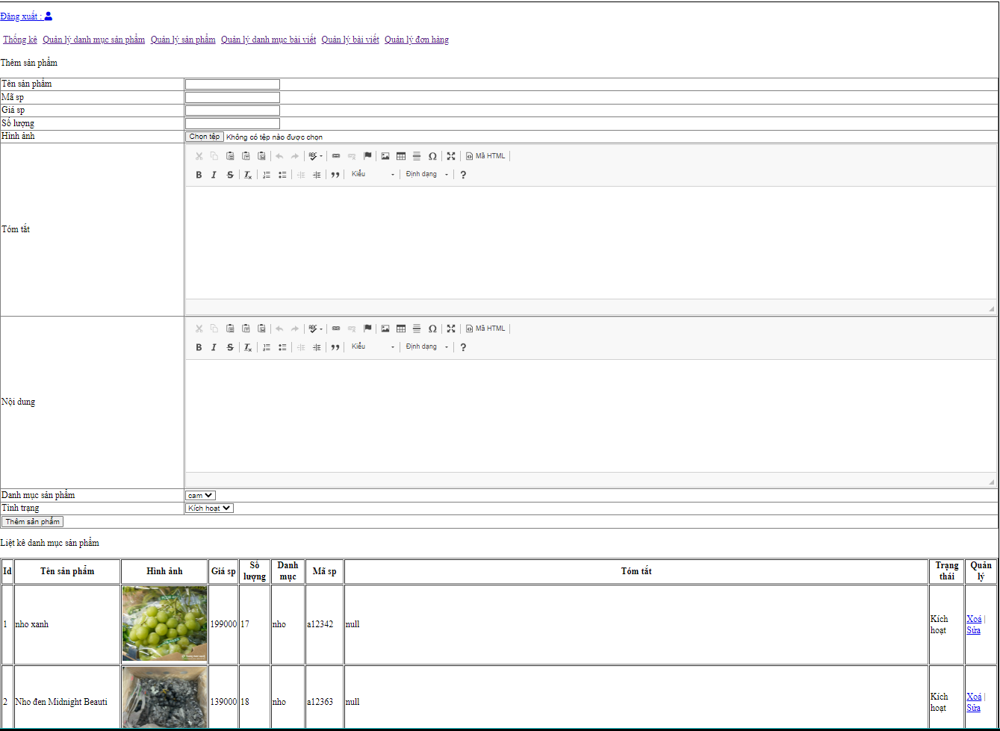 Đăng xuất :
Thống kê Quản lý danh mục sản phẩm Quản lý sản phẩm Quản lý danh mục bài viết Quản lý bài viết Quản lý đơn hàng
Thêm sản phẩm
Tên sản phẩm
Mã sp
Giá sp
Số lượng
Hình ảnh Chọn tệp Không có tệp nào được chọn
Mã HTML
B I S Kiểu Định dạng ?
Tóm tắt
Mã HTML
B I S Kiểu Định dạng ?
Nội dung
Danh mục sản phẩm cam
Tình trạng Kích hoạt
Thêm sản phẩm
Liệt kê danh mục sản phẩm
Id Tên sản phẩm Hình ảnh Giá sp Số lượng Danh mục Mã sp Tóm tắt Trạng thái Quản lý
1 nho xanh 199000 17 nho a12342 null Kích hoạt Xoá | Sửa
2 Nho đen Midnight Beauti 139000 18 nho a12363 null Kích hoạt Xoá | Sửa